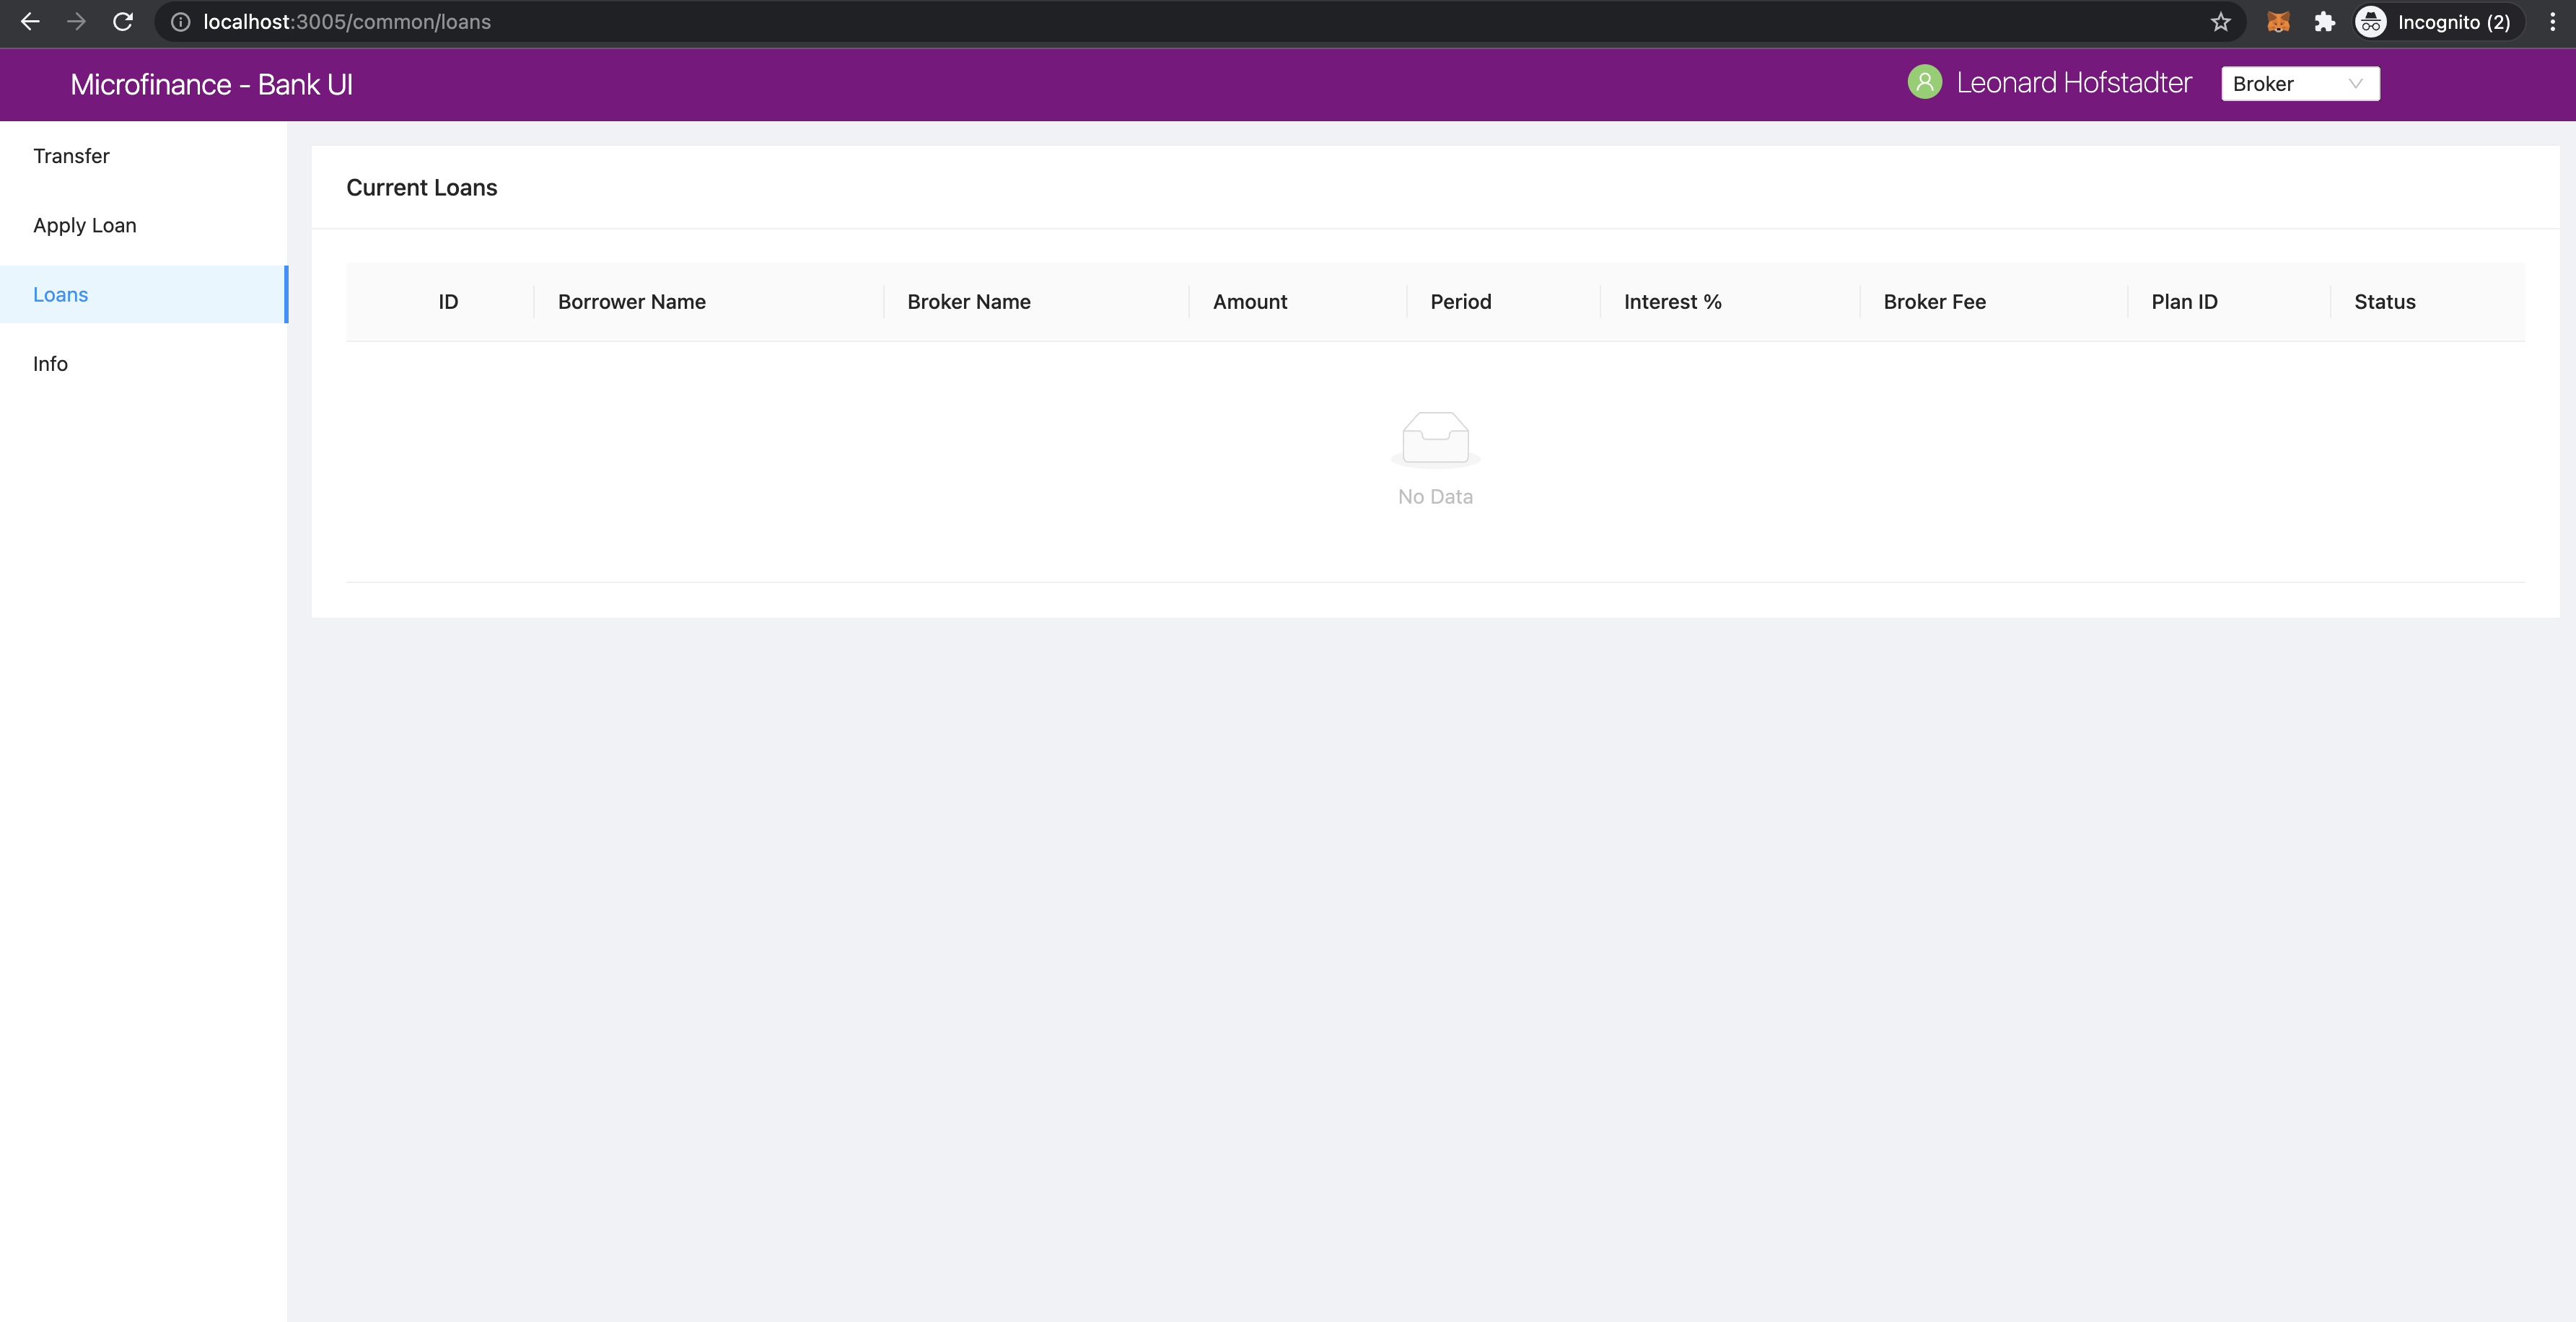 localhost:3005/common/loans
Incognito (2)
Microfinance - Bank UI
Leonard Hofstadter
Broker
Transfer
Apply Loan
Loans
Info
Current Loans
ID Borrower Name Broker Name Amount Period Interest % Broker Fee Plan ID Status
No Data